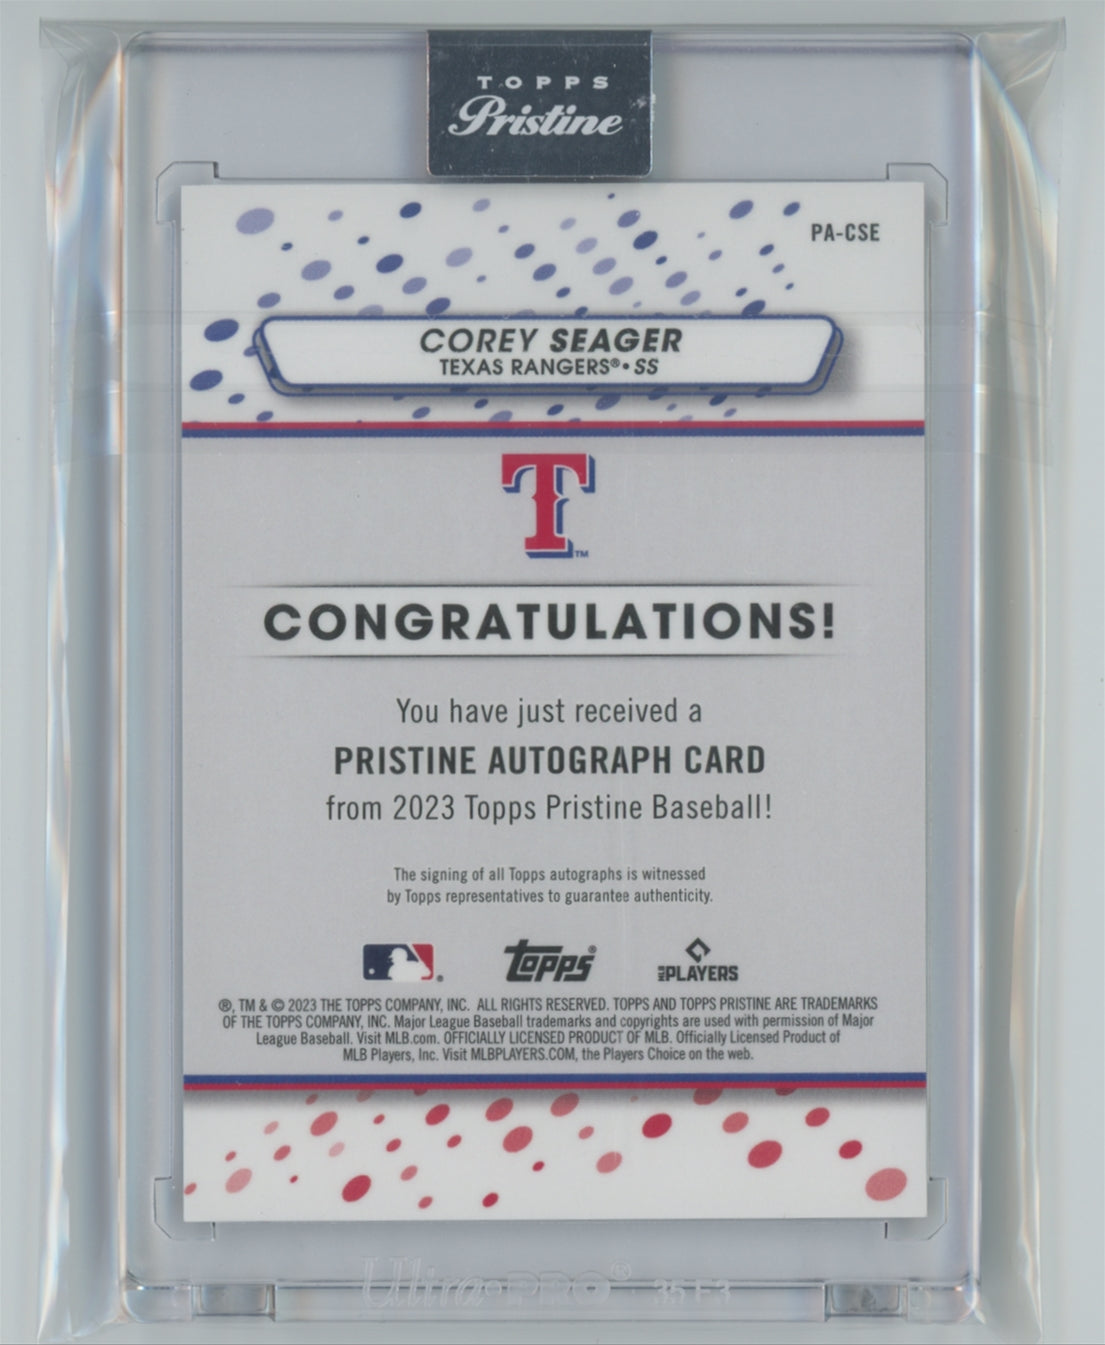 TOPPS
Pristine
PA-CSE
COREY SEAGER
TEXAS RANGERS®•SS
T™
CONGRATULATIONS!
You have just received a
PRISTINE AUTOGRAPH CARD
from 2023 Topps Pristine Baseball!
The signing of all Topps autographs is witnessed
by Topps representatives to guarantee authenticity.
® Topps® MLB PLAYERS
®, TM & © 2023 THE TOPPS COMPANY, INC. ALL RIGHTS RESERVED. TOPPS AND TOPPS PRISTINE ARE TRADEMARKS
OF THE TOPPS COMPANY, INC. Major League Baseball trademarks and copyrights are used with permission of Major
League Baseball. Visit MLB.com. OFFICIALLY LICENSED PRODUCT OF MLB. Officially Licensed Product of
MLB Players, Inc. Visit MLBPLAYERS.COM, the Players Choice on the web.
Ultra•PRO®